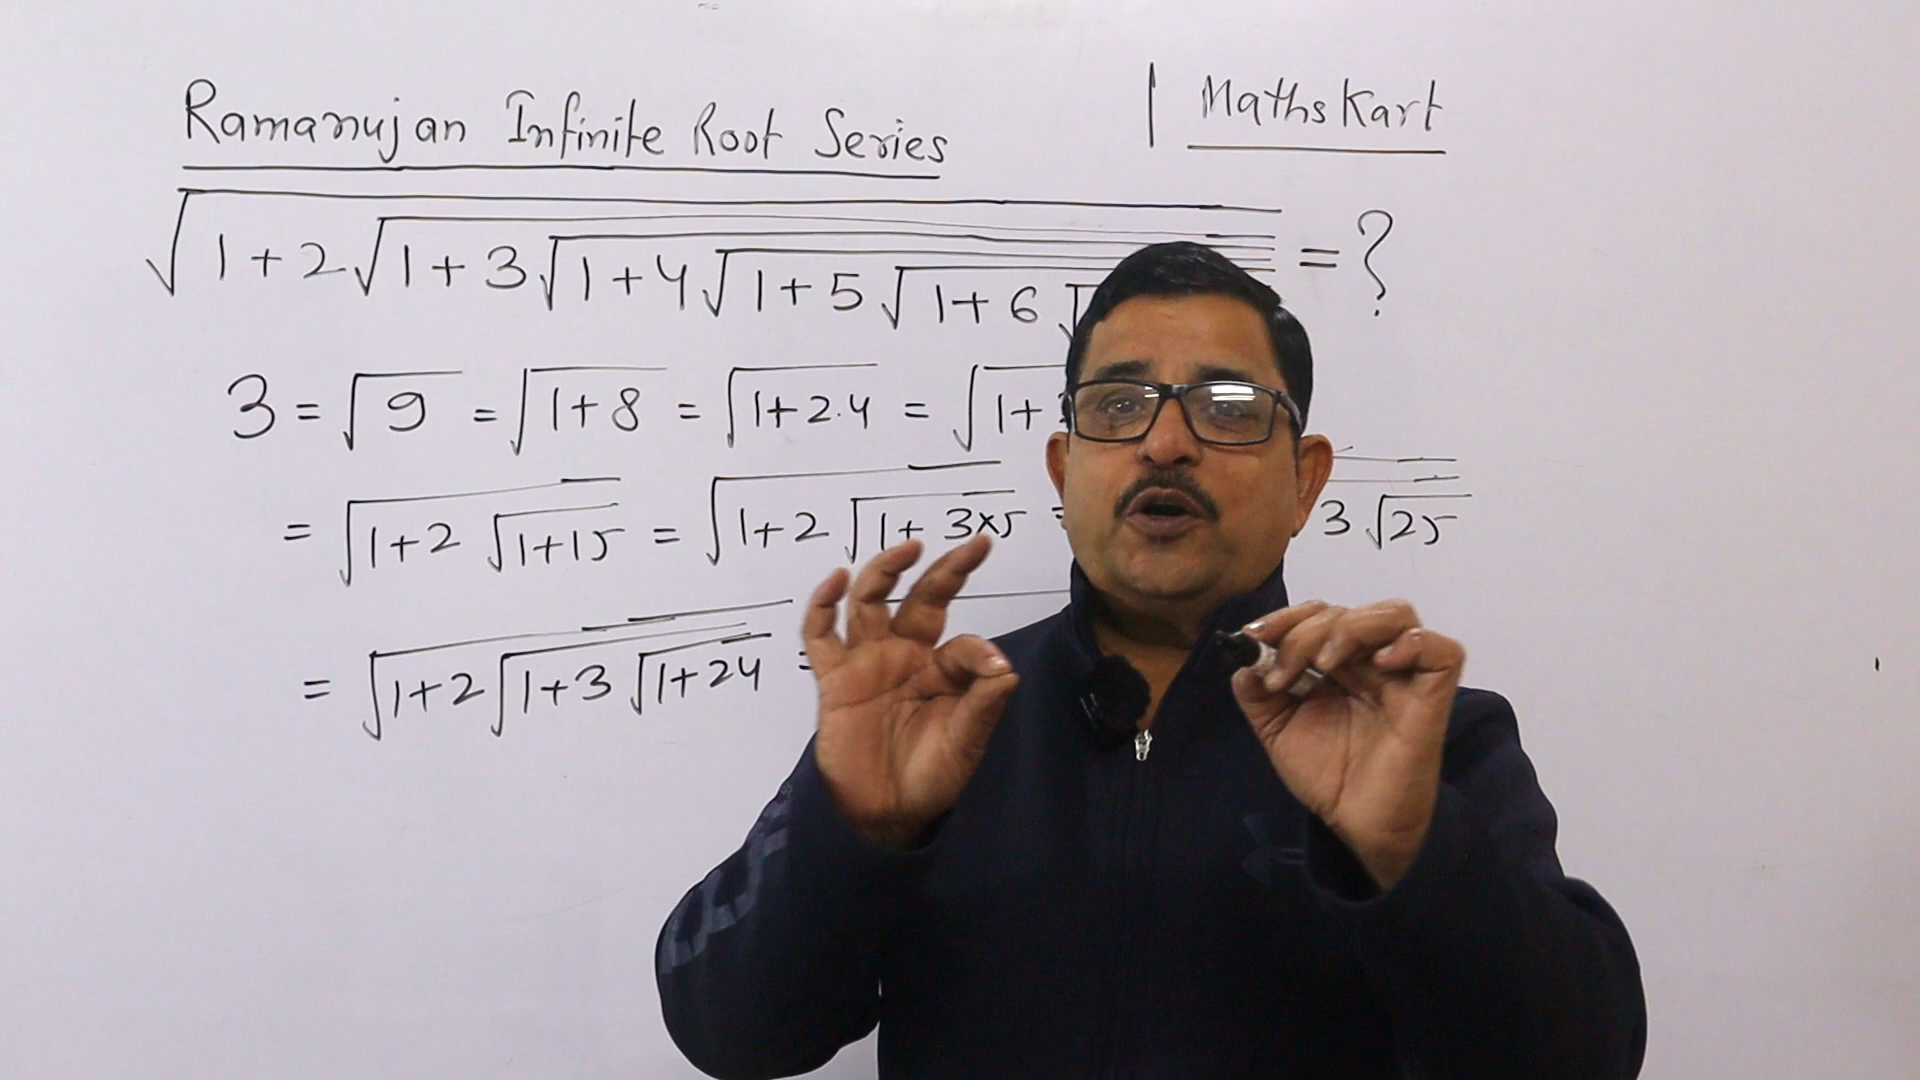 Ramanujan Infinite Root Series | MathsKart
√1+2√1+3√1+4√1+5√1+6√ = ?
3 = √9 = √1+8 = √1+2.4 = √1+
= √1+2√1+15 = √1+2√1+3×5 = 3√25
= √1+2√1+3√1+24 =